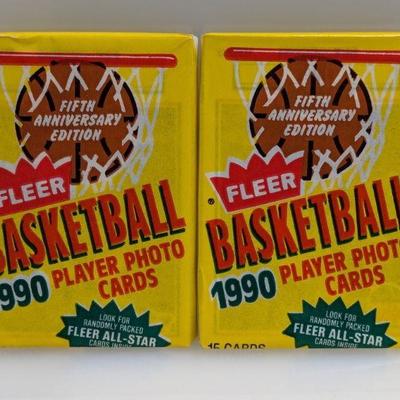 FIFTH
ANNIVERSARY
EDITION
FLEER
BASKETBALL
1990 PLAYER PHOTO
CARDS
LOOK FOR
RANDOMLY PACKED
FLEER ALL-STAR
CARDS INSIDE
FIFTH
ANNIVERSARY
EDITION
FLEER
®
BASKETBALL
1990 PLAYER PHOTO
CARDS
LOOK FOR
RANDOMLY PACKED
FLEER ALL-STAR
CARDS INSIDE
15 CARDS